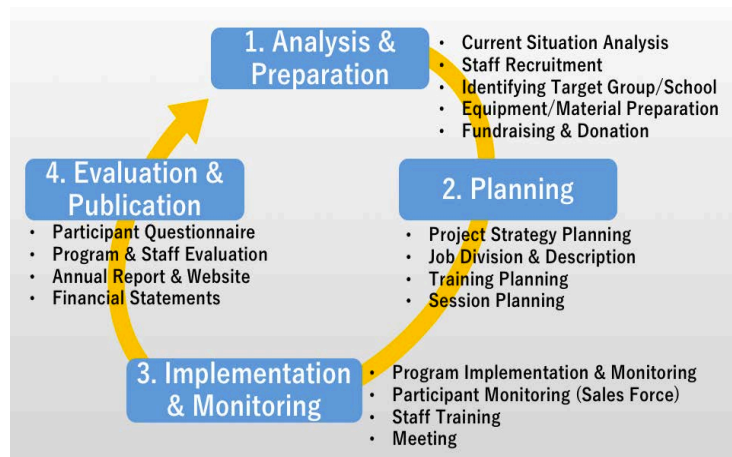 1. Analysis &
Preparation
• Current Situation Analysis
• Staff Recruitment
• Identifying Target Group/School
• Equipment/Material Preparation
• Fundraising & Donation
2. Planning
• Project Strategy Planning
• Job Division & Description
• Training Planning
• Session Planning
3. Implementation
& Monitoring
• Program Implementation & Monitoring
• Participant Monitoring (Sales Force)
• Staff Training
• Meeting
4. Evaluation &
Publication
• Participant Questionnaire
• Program & Staff Evaluation
• Annual Report & Website
• Financial Statements